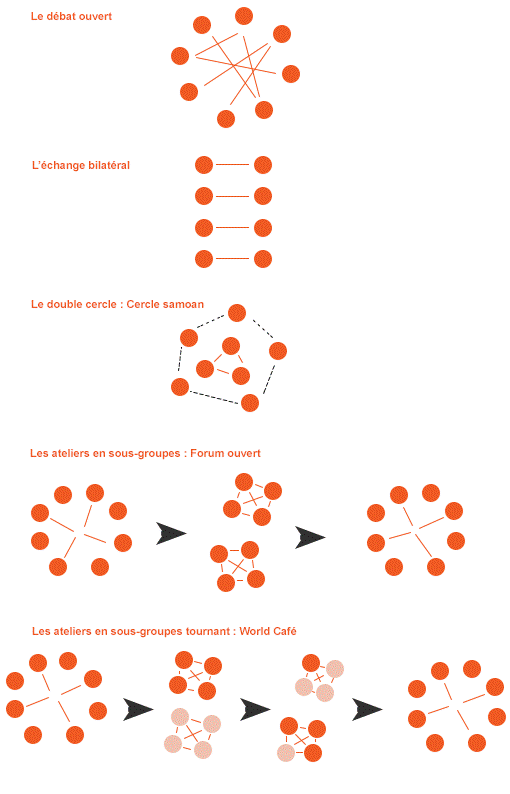 Le débat ouvert
L'échange bilatéral
Le double cercle : Cercle samoan
Les ateliers en sous-groupes : Forum ouvert
Les ateliers en sous-groupes tournant : World Café